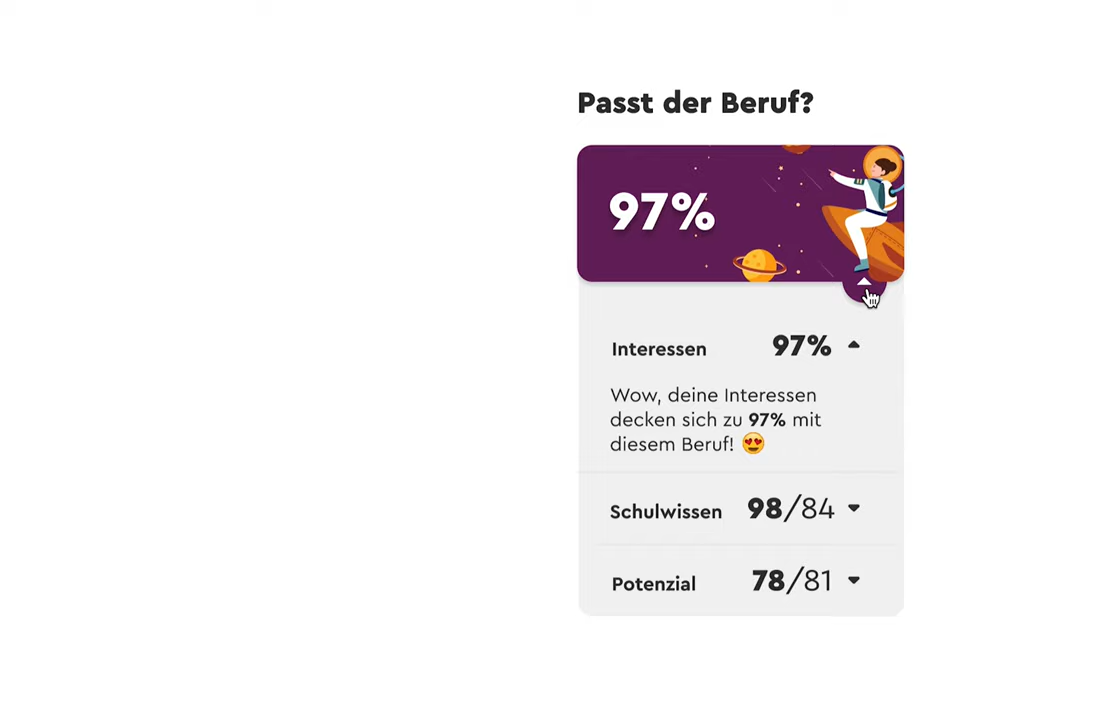 Passt der Beruf?
97%
Interessen 97%
Wow, deine Interessen
decken sich zu 97% mit
diesem Beruf! 😍
Schulwissen 98/84
Potenzial 78/81